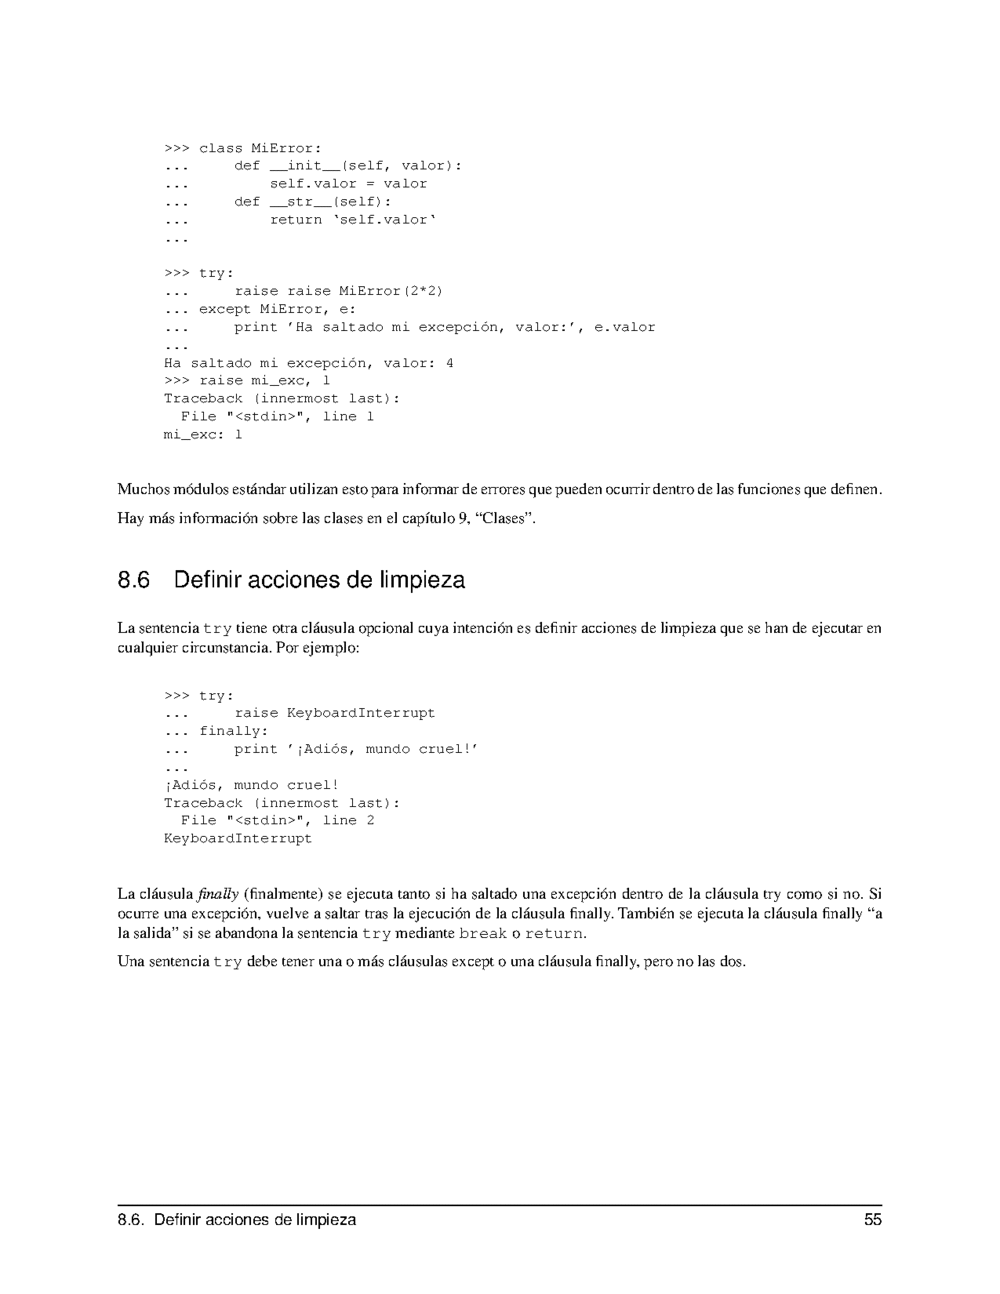 >>> class MiError:
...     def __init__(self, valor):
...         self.valor = valor
...     def __str__(self):
...         return ‘self.valor‘
...
>>> try:
...     raise raise MiError(2*2)
... except MiError, e:
...     print ’Ha saltado mi excepción, valor:’, e.valor
...
Ha saltado mi excepción, valor: 4
>>> raise mi_exc, 1
Traceback (innermost last):
  File "<stdin>", line 1
mi_exc: 1
Muchos módulos estándar utilizan esto para informar de errores que pueden ocurrir dentro de las funciones que definen.
Hay más información sobre las clases en el capítulo 9, “Clases”.
8.6 Definir acciones de limpieza
La sentencia try tiene otra cláusula opcional cuya intención es definir acciones de limpieza que se han de ejecutar en
cualquier circunstancia. Por ejemplo:
>>> try:
...     raise KeyboardInterrupt
... finally:
...     print ’¡Adiós, mundo cruel!’
...
¡Adiós, mundo cruel!
Traceback (innermost last):
  File "<stdin>", line 2
KeyboardInterrupt
La cláusula finally (finalmente) se ejecuta tanto si ha saltado una excepción dentro de la cláusula try como si no. Si
ocurre una excepción, vuelve a saltar tras la ejecución de la cláusula finally. También se ejecuta la cláusula finally “a
la salida” si se abandona la sentencia try mediante break o return.
Una sentencia try debe tener una o más cláusulas except o una cláusula finally, pero no las dos.
8.6. Definir acciones de limpieza 55